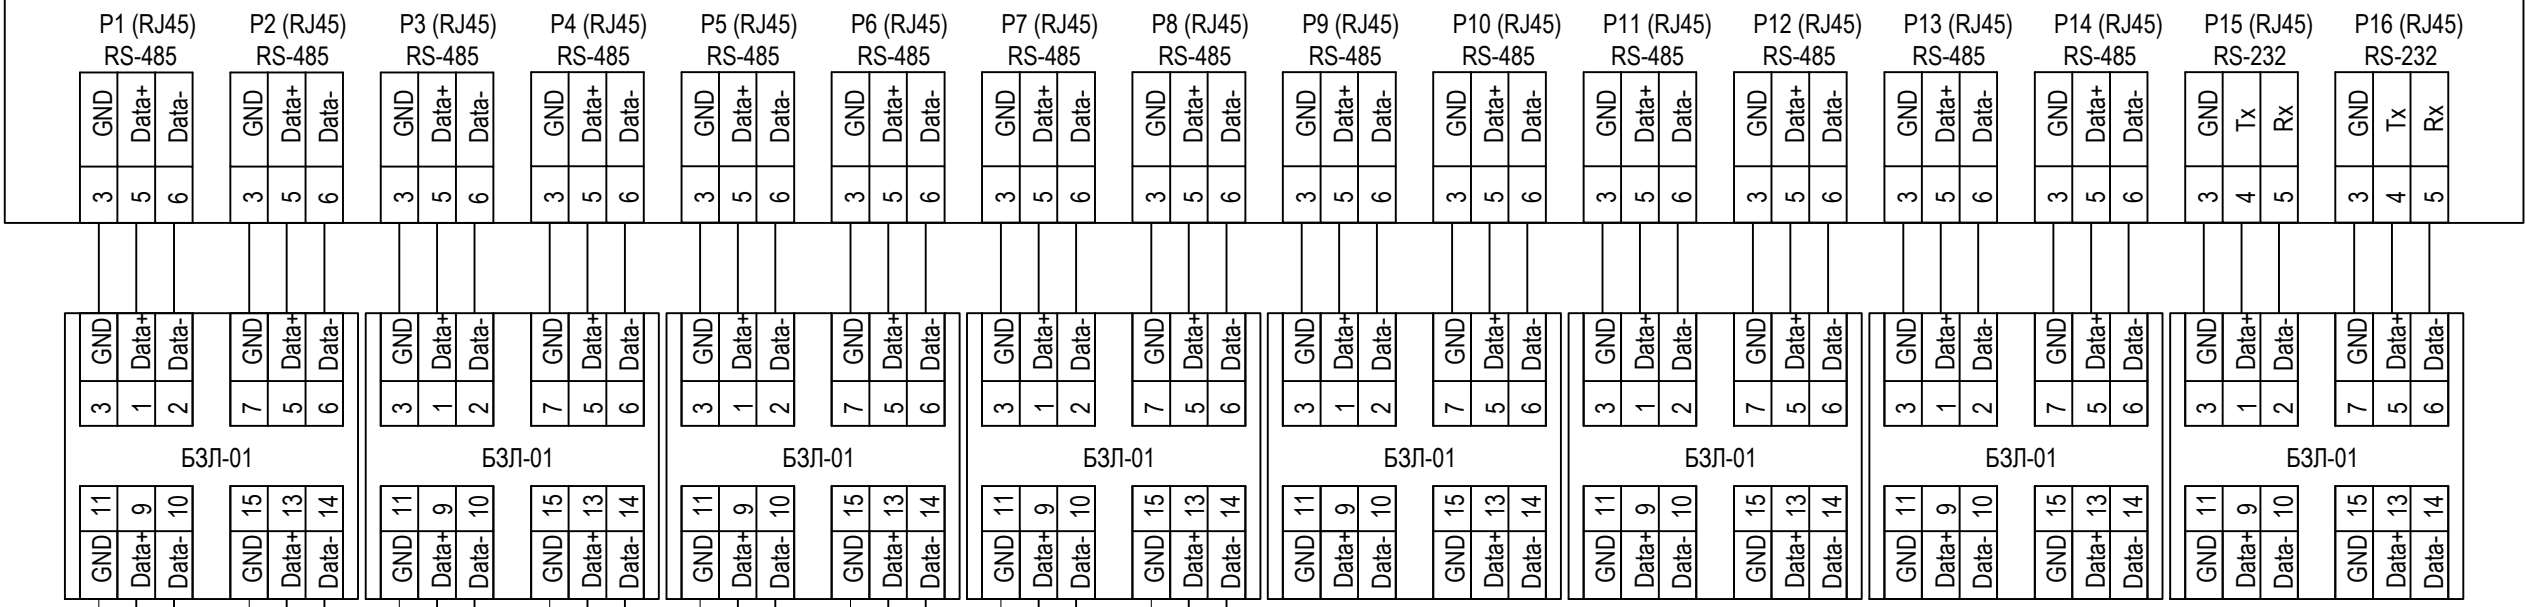 P1 (RJ45) P2 (RJ45) P3 (RJ45) P4 (RJ45) P5 (RJ45) P6 (RJ45) P7 (RJ45) P8 (RJ45) P9 (RJ45) P10 (RJ45) P11 (RJ45) P12 (RJ45) P13 (RJ45) P14 (RJ45) P15 (RJ45) P16 (RJ45)
RS-485 RS-485 RS-485 RS-485 RS-485 RS-485 RS-485 RS-485 RS-485 RS-485 RS-485 RS-485 RS-485 RS-485 RS-232 RS-232
GND Data+ Data- GND Data+ Data- GND Data+ Data- GND Data+ Data- GND Data+ Data- GND Data+ Data- GND Data+ Data- GND Data+ Data- GND Data+ Data- GND Data+ Data- GND Data+ Data- GND Data+ Data- GND Data+ Data- GND Data+ Data- GND Tx Rx GND Tx Rx
3 5 6 3 5 6 3 5 6 3 5 6 3 5 6 3 5 6 3 5 6 3 5 6 3 5 6 3 5 6 3 5 6 3 5 6 3 5 6 3 5 6 3 4 5 3 4 5
GND Data+ Data- GND Data+ Data- GND Data+ Data- GND Data+ Data- GND Data+ Data- GND Data+ Data- GND Data+ Data- GND Data+ Data- GND Data+ Data- GND Data+ Data- GND Data+ Data- GND Data+ Data- GND Data+ Data- GND Data+ Data- GND Data+ Data- GND Data+ Data-
3 1 2 7 5 6 3 1 2 7 5 6 3 1 2 7 5 6 3 1 2 7 5 6 3 1 2 7 5 6 3 1 2 7 5 6 3 1 2 7 5 6 3 1 2 7 5 6
БЗЛ-01 БЗЛ-01 БЗЛ-01 БЗЛ-01 БЗЛ-01 БЗЛ-01 БЗЛ-01 БЗЛ-01
11 9 10 15 13 14 11 9 10 15 13 14 11 9 10 15 13 14 11 9 10 15 13 14 11 9 10 15 13 14 11 9 10 15 13 14 11 9 10 15 13 14 11 9 10 15 13 14
GND Data+ Data- GND Data+ Data- GND Data+ Data- GND Data+ Data- GND Data+ Data- GND Data+ Data- GND Data+ Data- GND Data+ Data- GND Data+ Data- GND Data+ Data- GND Data+ Data- GND Data+ Data- GND Data+ Data- GND Data+ Data- GND Data+ Data- GND Data+ Data-